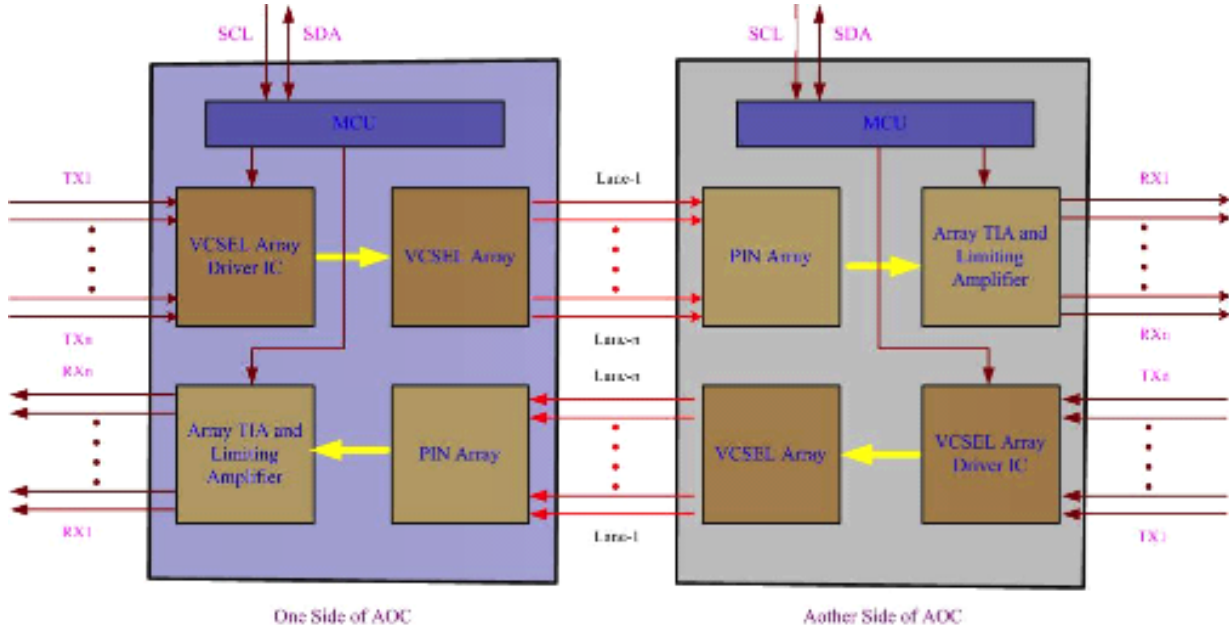 SCL
SDA
SCL
SDA
MCU
MCU
TX1
Lane-1
RX1
VCSEL Array
Driver IC
VCSEL Array
PIN Array
Array TIA and
Limiting
Amplifier
TXn
Lane-n
RXn
RXn
Lane-n
TXn
Array TIA and
Limiting
Amplifier
PIN Array
VCSEL Array
VCSEL Array
Driver IC
RX1
Lane-1
TX1
One Side of AOC
Aother Side of AOC